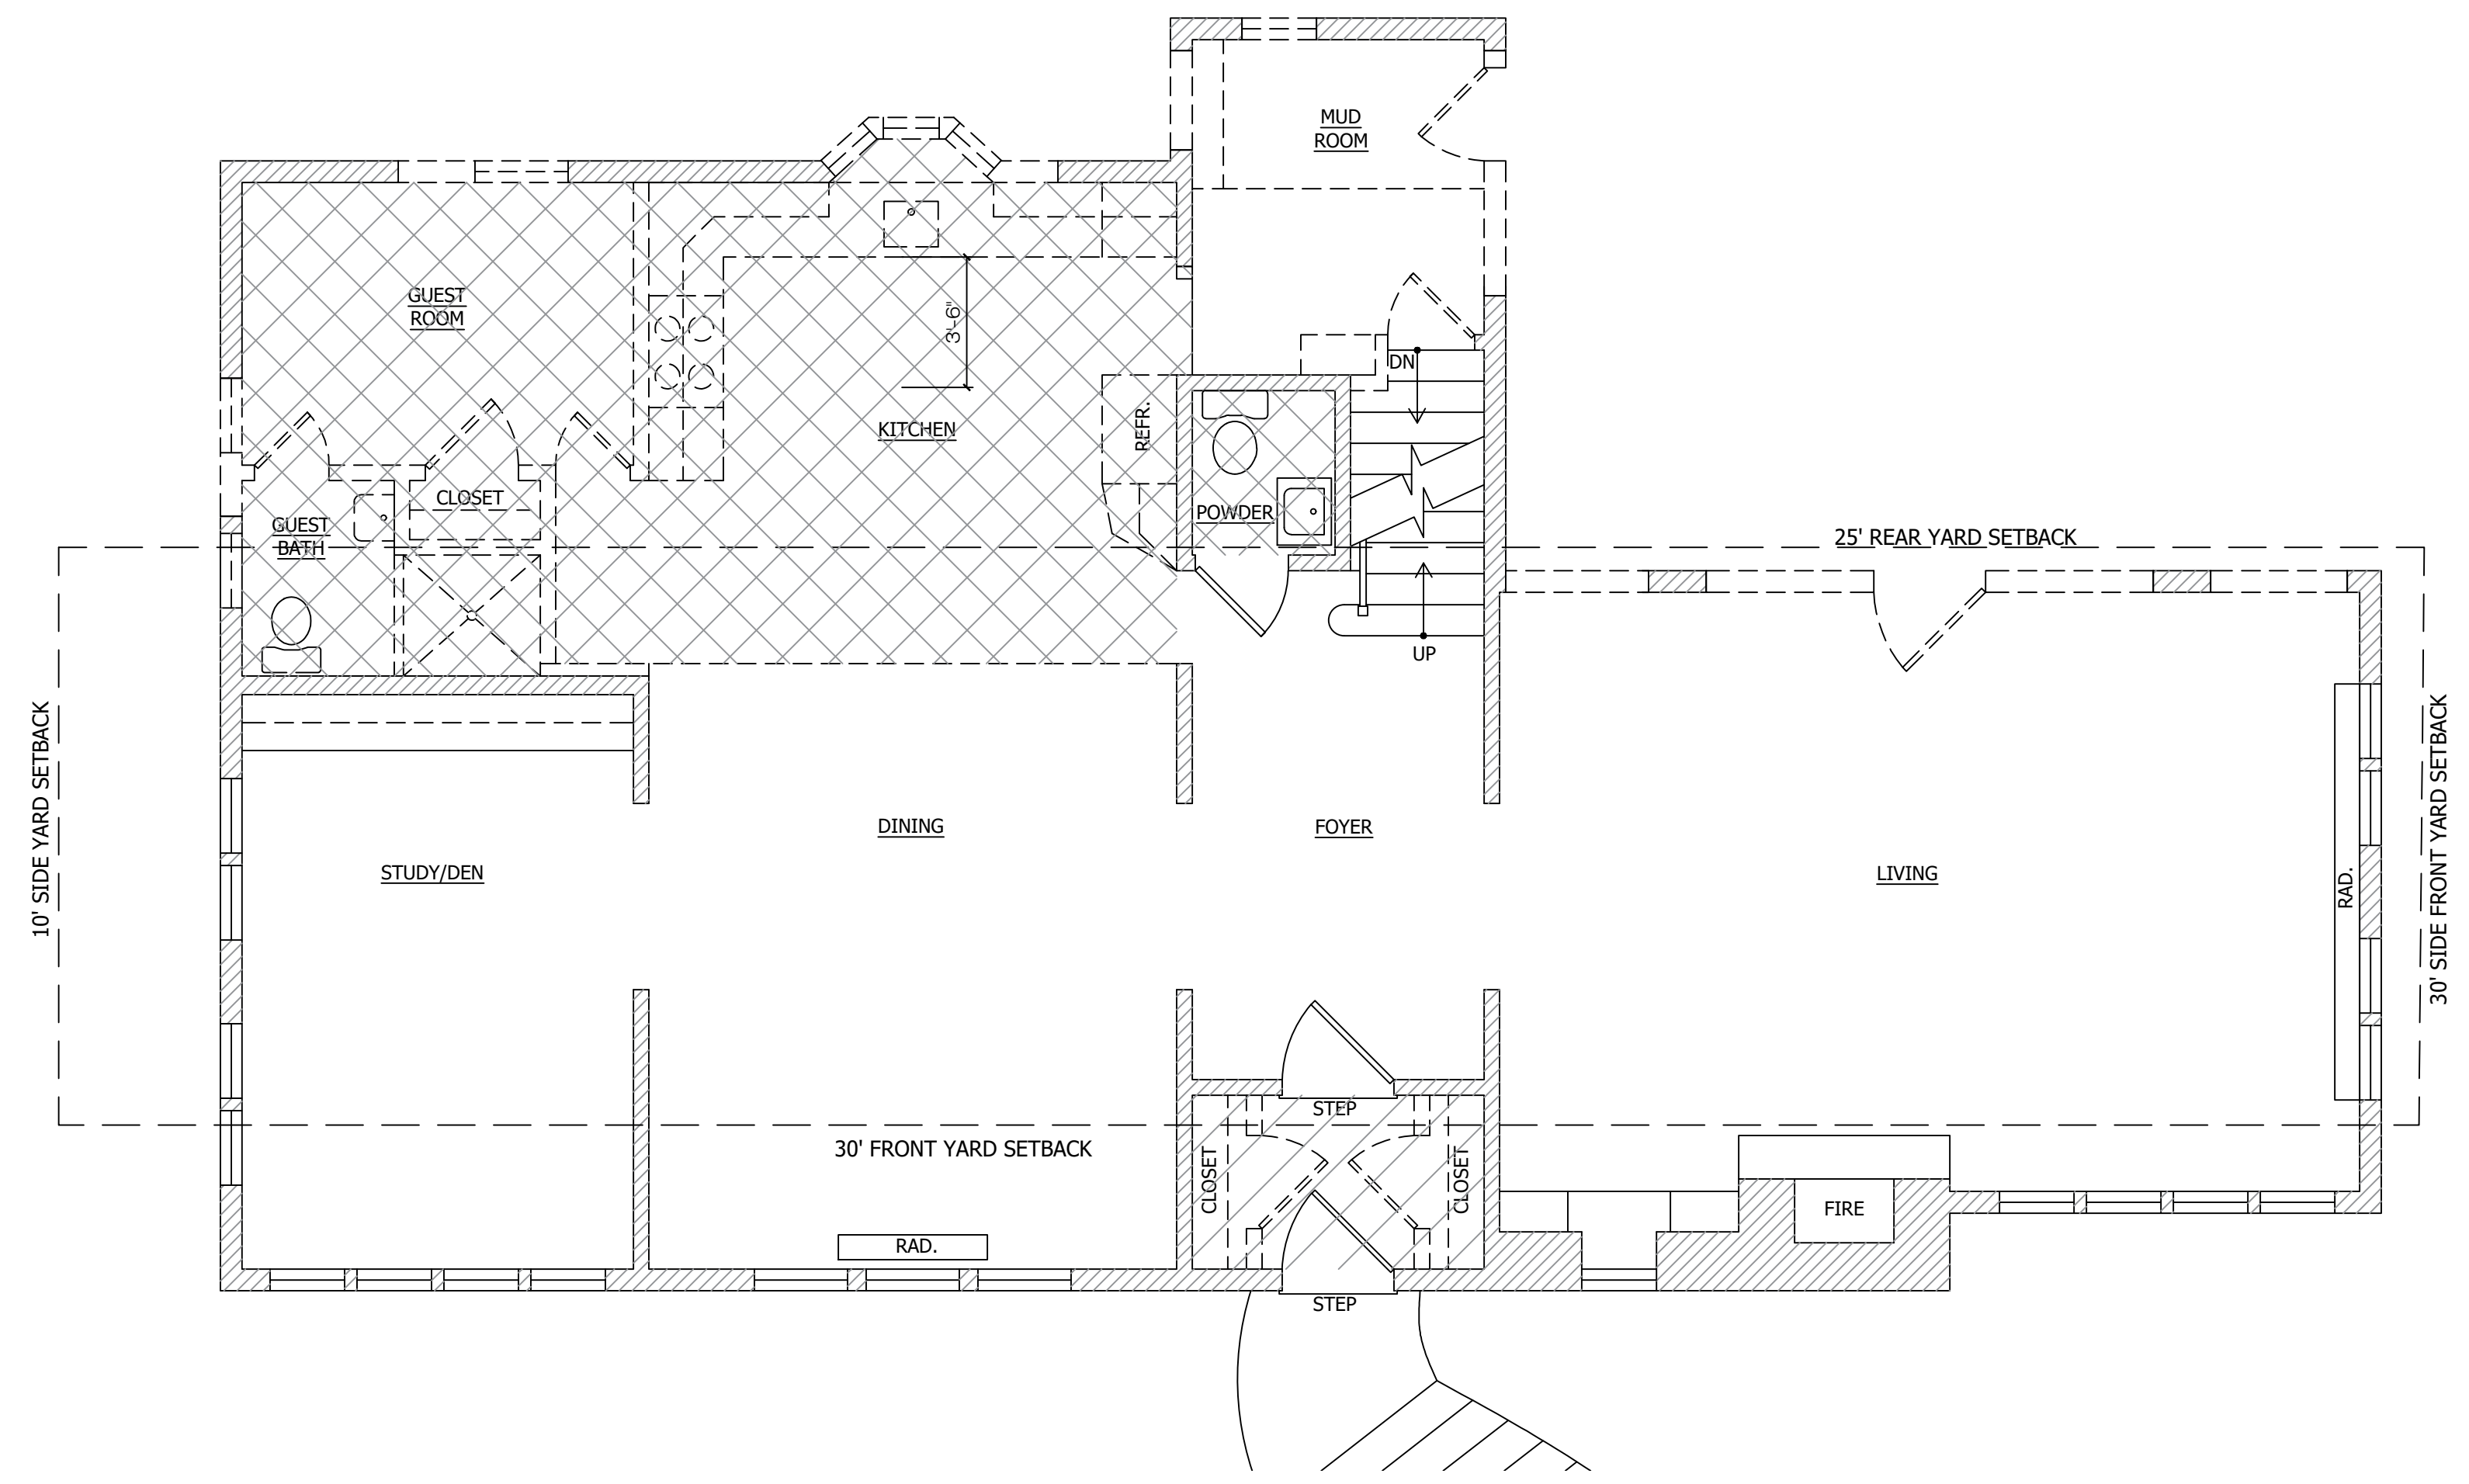 MUD
ROOM
GUEST
ROOM
3'-6"
DN
KITCHEN
REFR.
CLOSET
GUEST
BATH
POWDER
25' REAR YARD SETBACK
UP
10' SIDE YARD SETBACK
30' SIDE FRONT YARD SETBACK
DINING
FOYER
STUDY/DEN
LIVING
RAD.
STEP
30' FRONT YARD SETBACK
CLOSET
CLOSET
FIRE
RAD.
STEP